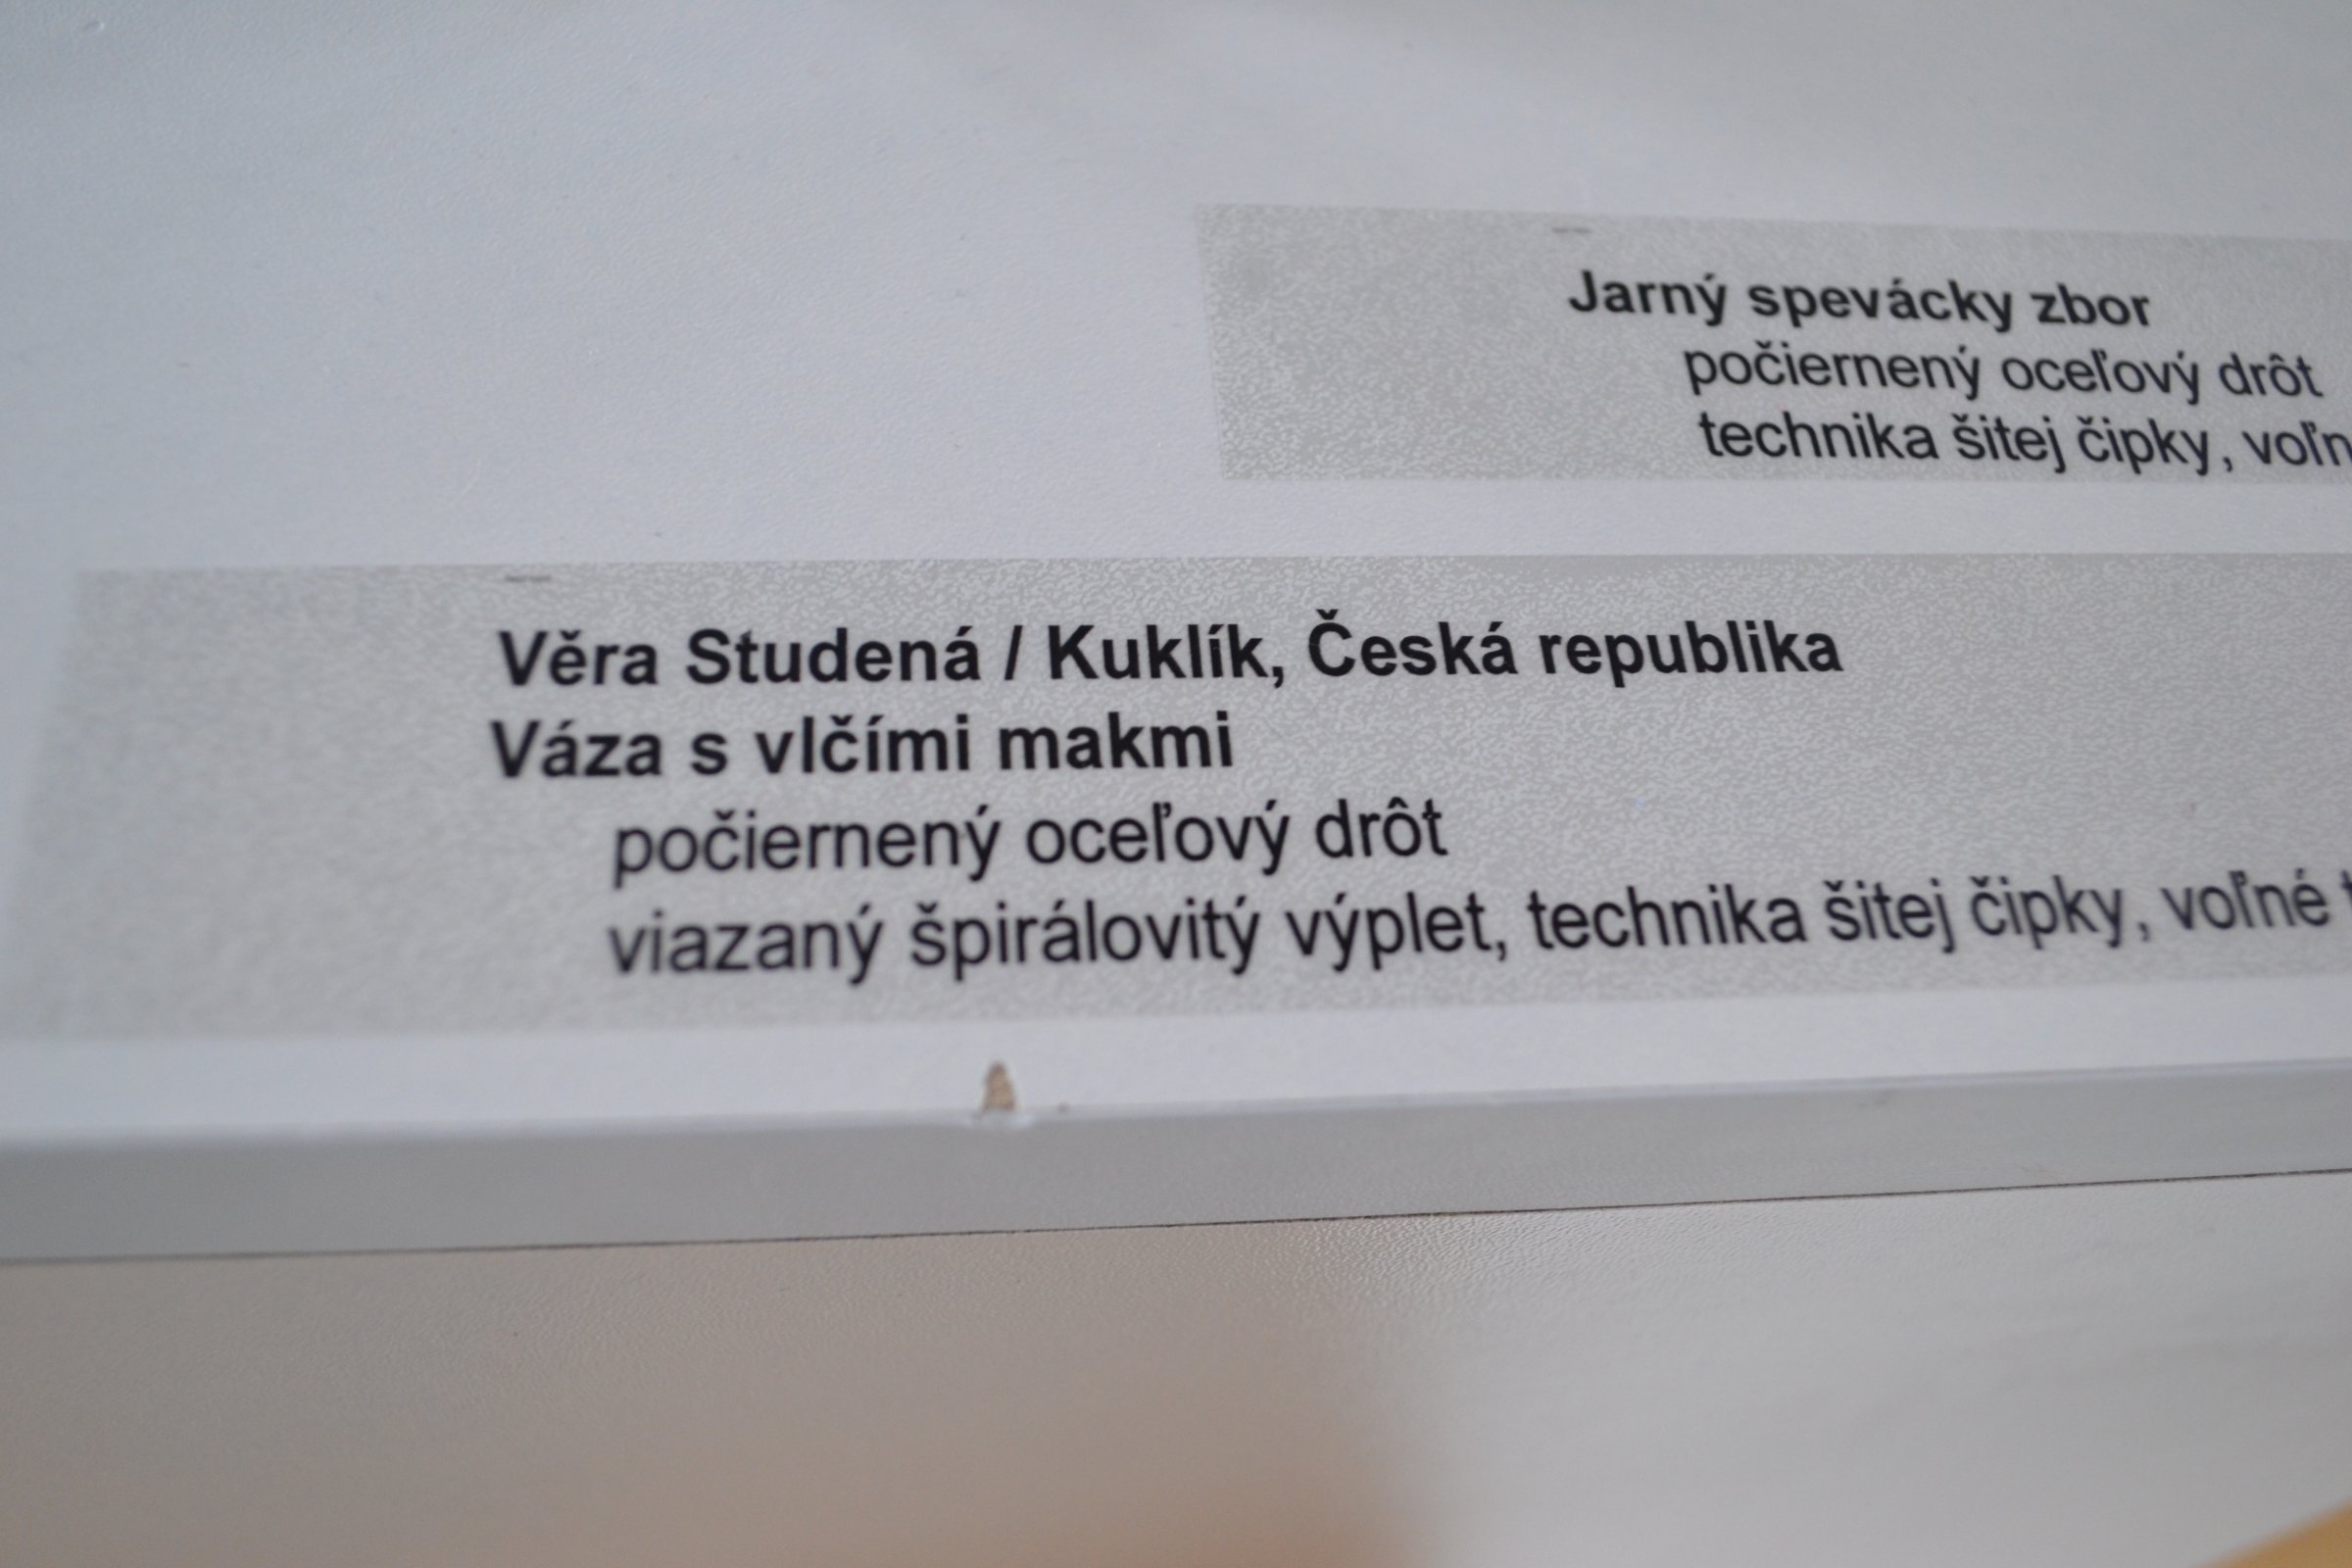 Jarný spevácky zbor
počiernený oceľový drôt
technika šitej čipky,
Věra Studená / Kuklík, Česká republika
Váza s vlčími makmi
počiernený oceľový drôt
viazaný špirálovitý výplet, technika šitej čipky, voľné